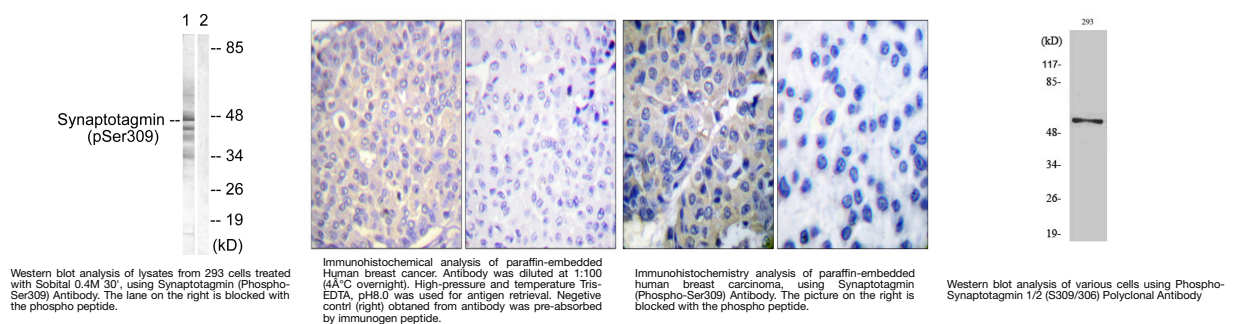 1 2
-- 85
Synaptotagmin --
(pSer309)
-- 48
-- 34
-- 26
-- 19
(kD)
Western blot analysis of lysates from 293 cells treated
with Sobital 0.4M 30', using Synaptotagmin (Phospho-
Ser309) Antibody. The lane on the right is blocked with
the phospho peptide.
Immunohistochemical analysis of paraffin-embedded
Human breast cancer. Antibody was diluted at 1:100
(4Â°C overnight). High-pressure and temperature Tris-
EDTA, pH8.0 was used for antigen retrieval. Negetive
contrl (right) obtaned from antibody was pre-absorbed
by immunogen peptide.
Immunohistochemistry analysis of paraffin-embedded
human breast carcinoma, using Synaptotagmin
(Phospho-Ser309) Antibody. The picture on the right is
blocked with the phospho peptide.
293
(kD)
117-
85-
48-
34-
26-
19-
Western blot analysis of various cells using Phospho-
Synaptotagmin 1/2 (S309/306) Polyclonal Antibody